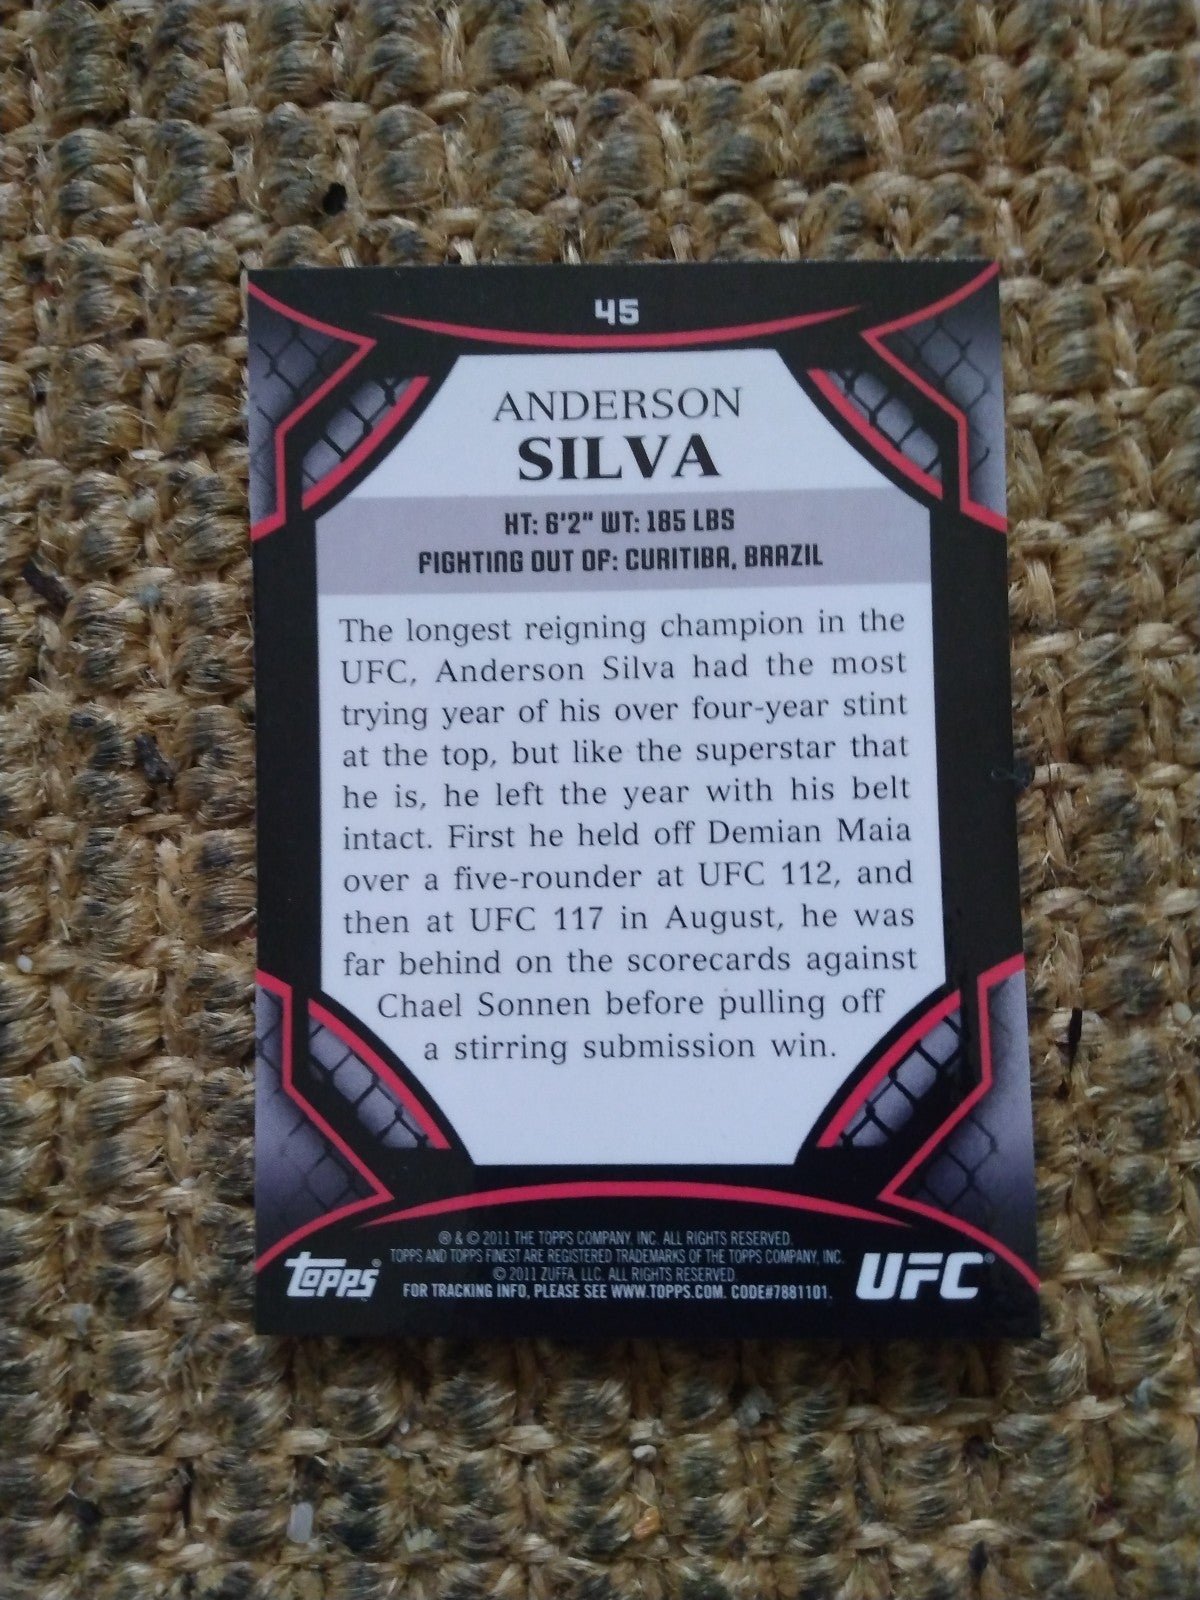 45
ANDERSON
SILVA
HT: 6'2" WT: 185 LBS
FIGHTING OUT OF: CURITIBA, BRAZIL
The longest reigning champion in the
UFC, Anderson Silva had the most
trying year of his over four-year stint
at the top, but like the superstar that
he is, he left the year with his belt
intact. First he held off Demian Maia
over a five-rounder at UFC 112, and
then at UFC 117 in August, he was
far behind on the scorecards against
Chael Sonnen before pulling off
a stirring submission win.
® & © 2011 THE TOPPS COMPANY, INC. ALL RIGHTS RESERVED.
TOPPS AND TOPPS FINEST ARE REGISTERED TRADEMARKS OF THE TOPPS COMPANY, INC.
© 2011 ZUFFA, LLC. ALL RIGHTS RESERVED.
FOR TRACKING INFO, PLEASE SEE WWW.TOPPS.COM. CODE#7881101.
Topps®
UFC®